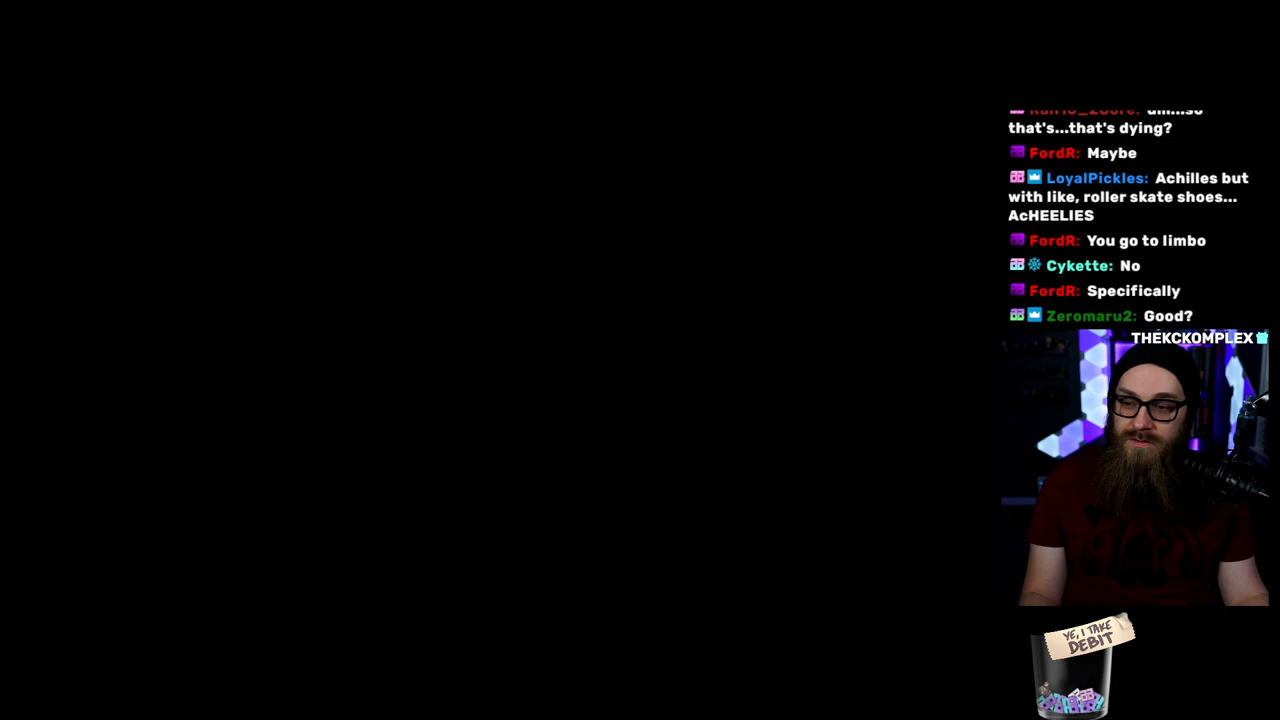 that's...that's dying?
FordR: Maybe
LoyalPickles: Achilles but
with like, roller skate shoes...
AcHEELIES
FordR: You go to limbo
Cykette: No
FordR: Specifically
Zeromaru2: Good?
THEKCKOMPLEX
YE, I TAKE
DEBIT